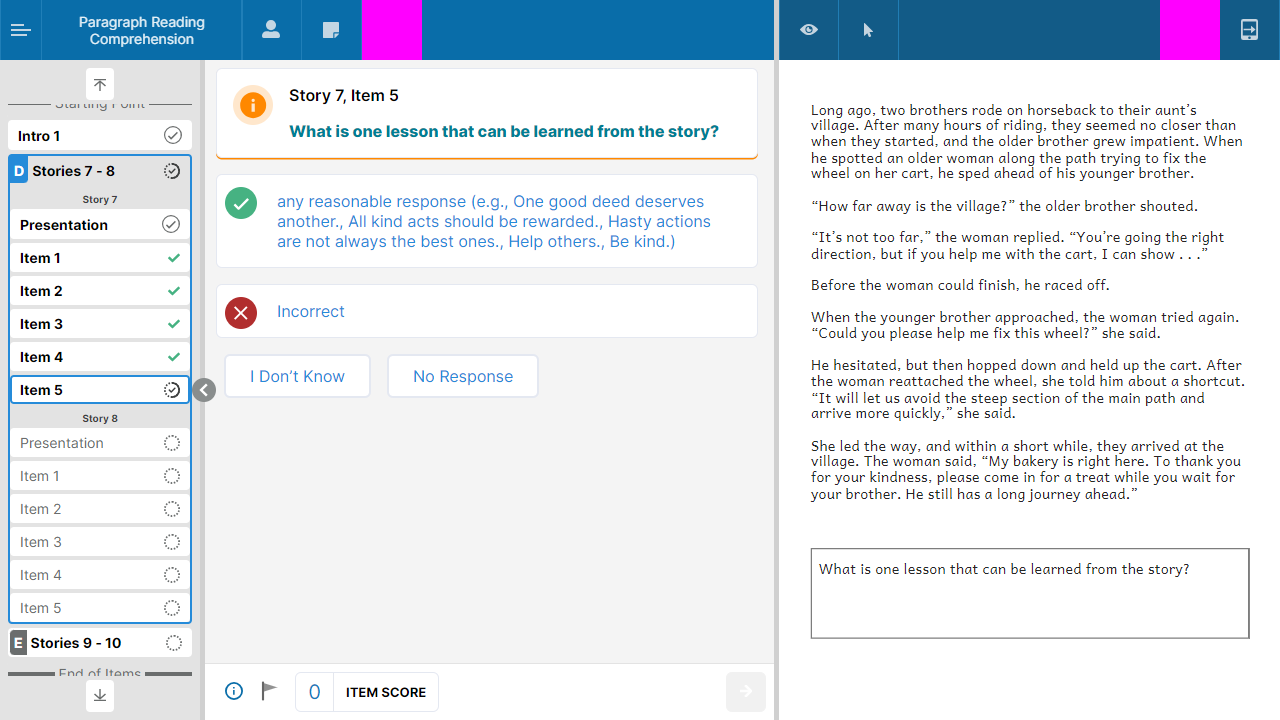 Paragraph Reading
Comprehension
Starting Point
Intro 1
D Stories 7 - 8
Story 7
Presentation
Item 1
Item 2
Item 3
Item 4
Item 5
Story 8
Presentation
Item 1
Item 2
Item 3
Item 4
Item 5
E Stories 9 - 10
End of Items
Story 7, Item 5
What is one lesson that can be learned from the story?
any reasonable response (e.g., One good deed deserves
another., All kind acts should be rewarded., Hasty actions
are not always the best ones., Help others., Be kind.)
Incorrect
I Don't Know
No Response
0 ITEM SCORE
Long ago, two brothers rode on horseback to their aunt's
village. After many hours of riding, they seemed no closer than
when they started, and the older brother grew impatient. When
he spotted an older woman along the path trying to fix the
wheel on her cart, he sped ahead of his younger brother.
“How far away is the village?” the older brother shouted.
“It's not too far,” the woman replied. “You're going the right
direction, but if you help me with the cart, I can show . . .”
Before the woman could finish, he raced off.
When the younger brother approached, the woman tried again.
“Could you please help me fix this wheel?” she said.
He hesitated, but then hopped down and held up the cart. After
the woman reattached the wheel, she told him about a shortcut.
“It will let us avoid the steep section of the main path and
arrive more quickly,” she said.
She led the way, and within a short while, they arrived at the
village. The woman said, “My bakery is right here. To thank you
for your kindness, please come in for a treat while you wait for
your brother. He still has a long journey ahead.”
What is one lesson that can be learned from the story?